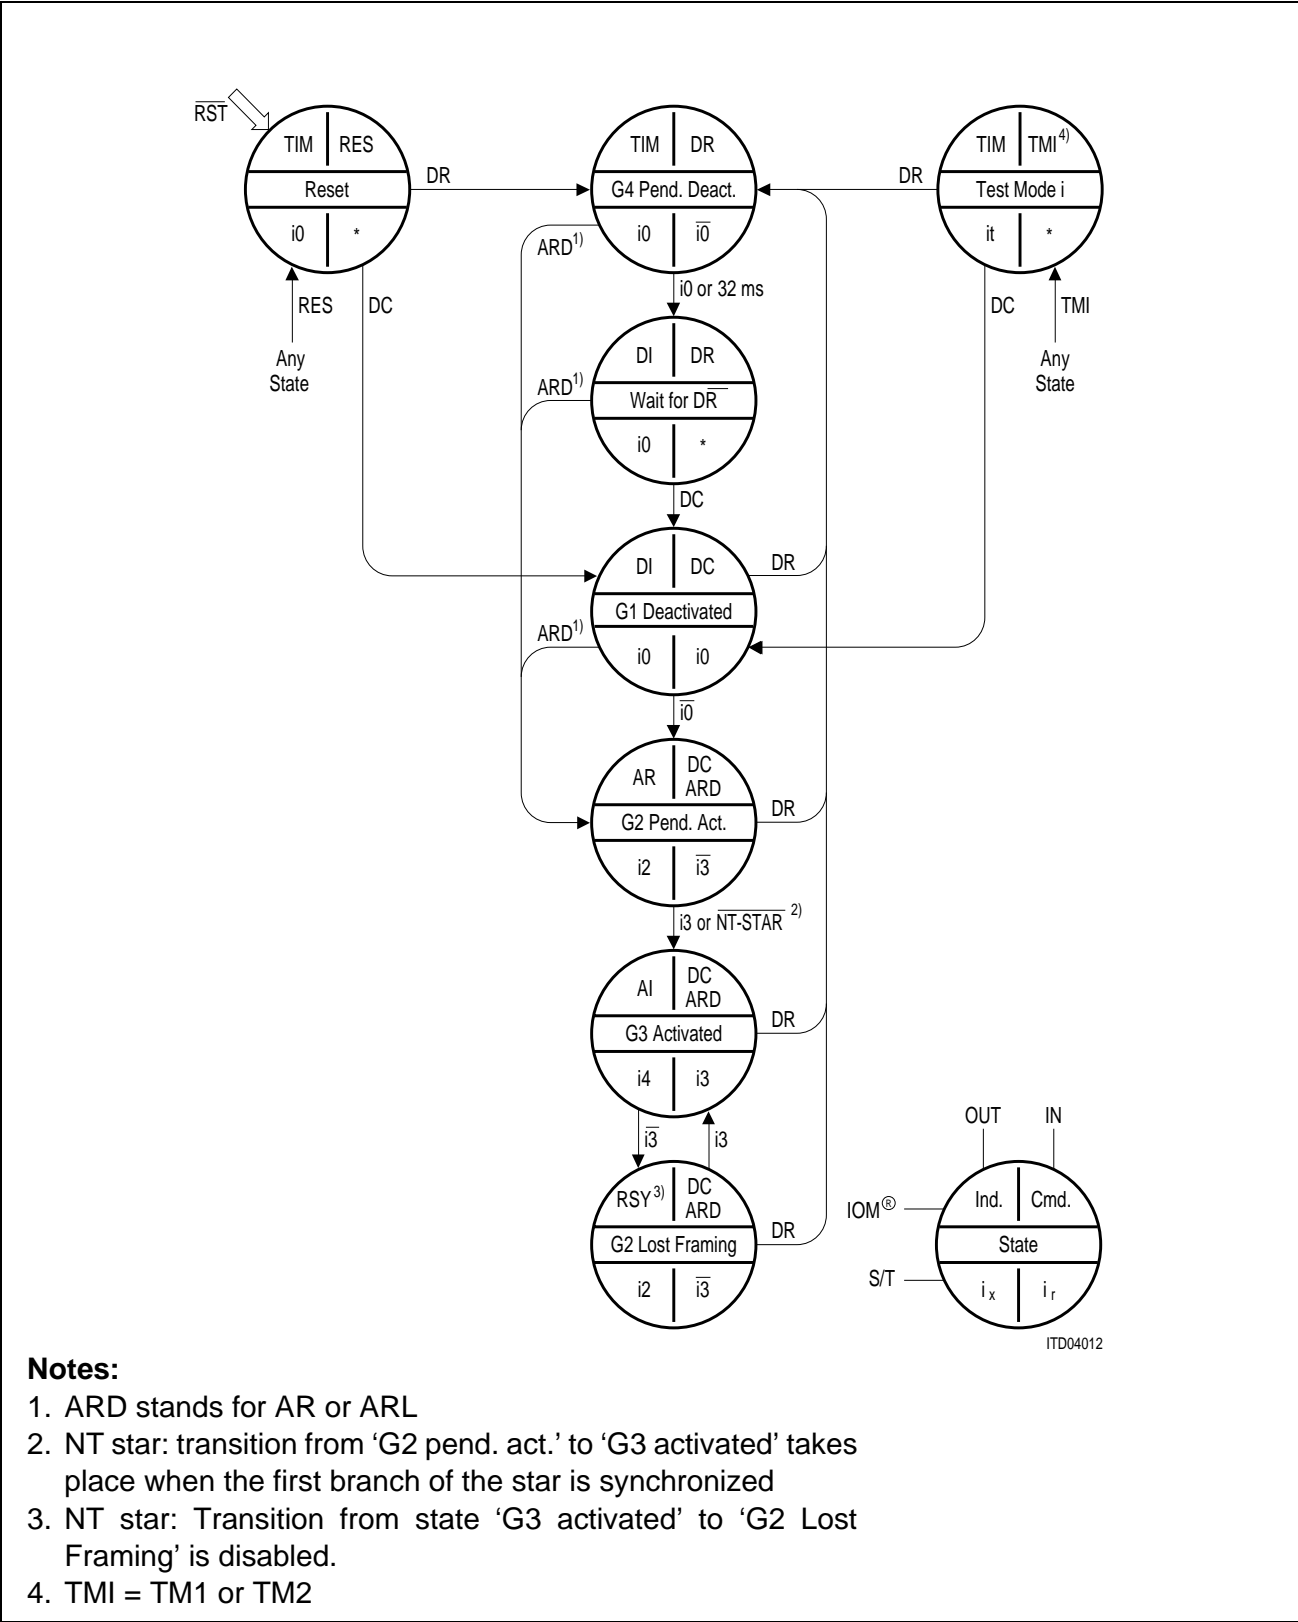 RST
TIM RES
Reset
i0 *
DR
RES
DC
Any
State
TIM DR
G4 Pend. Deact.
i0 i0
ARD1)
i0 or 32 ms
TIM TMI4)
Test Mode i
it *
DR
DC
TMI
Any
State
DI DR
Wait for DR
i0 *
ARD1)
DC
DI DC
G1 Deactivated
i0 i0
DR
ARD1)
i0
AR DC
ARD
G2 Pend. Act.
i2 i3
DR
i3 or NT-STAR 2)
AI DC
ARD
G3 Activated
i4 i3
DR
i3 i3
RSY3) DC
ARD
G2 Lost Framing
i2 i3
DR
OUT IN
IOM®
Ind. Cmd.
State
S/T
i x i r
ITD04012
Notes:
1. ARD stands for AR or ARL
2. NT star: transition from ‘G2 pend. act.’ to ‘G3 activated’ takes
place when the first branch of the star is synchronized
3. NT star: Transition from state ‘G3 activated’ to ‘G2 Lost
Framing’ is disabled.
4. TMI = TM1 or TM2